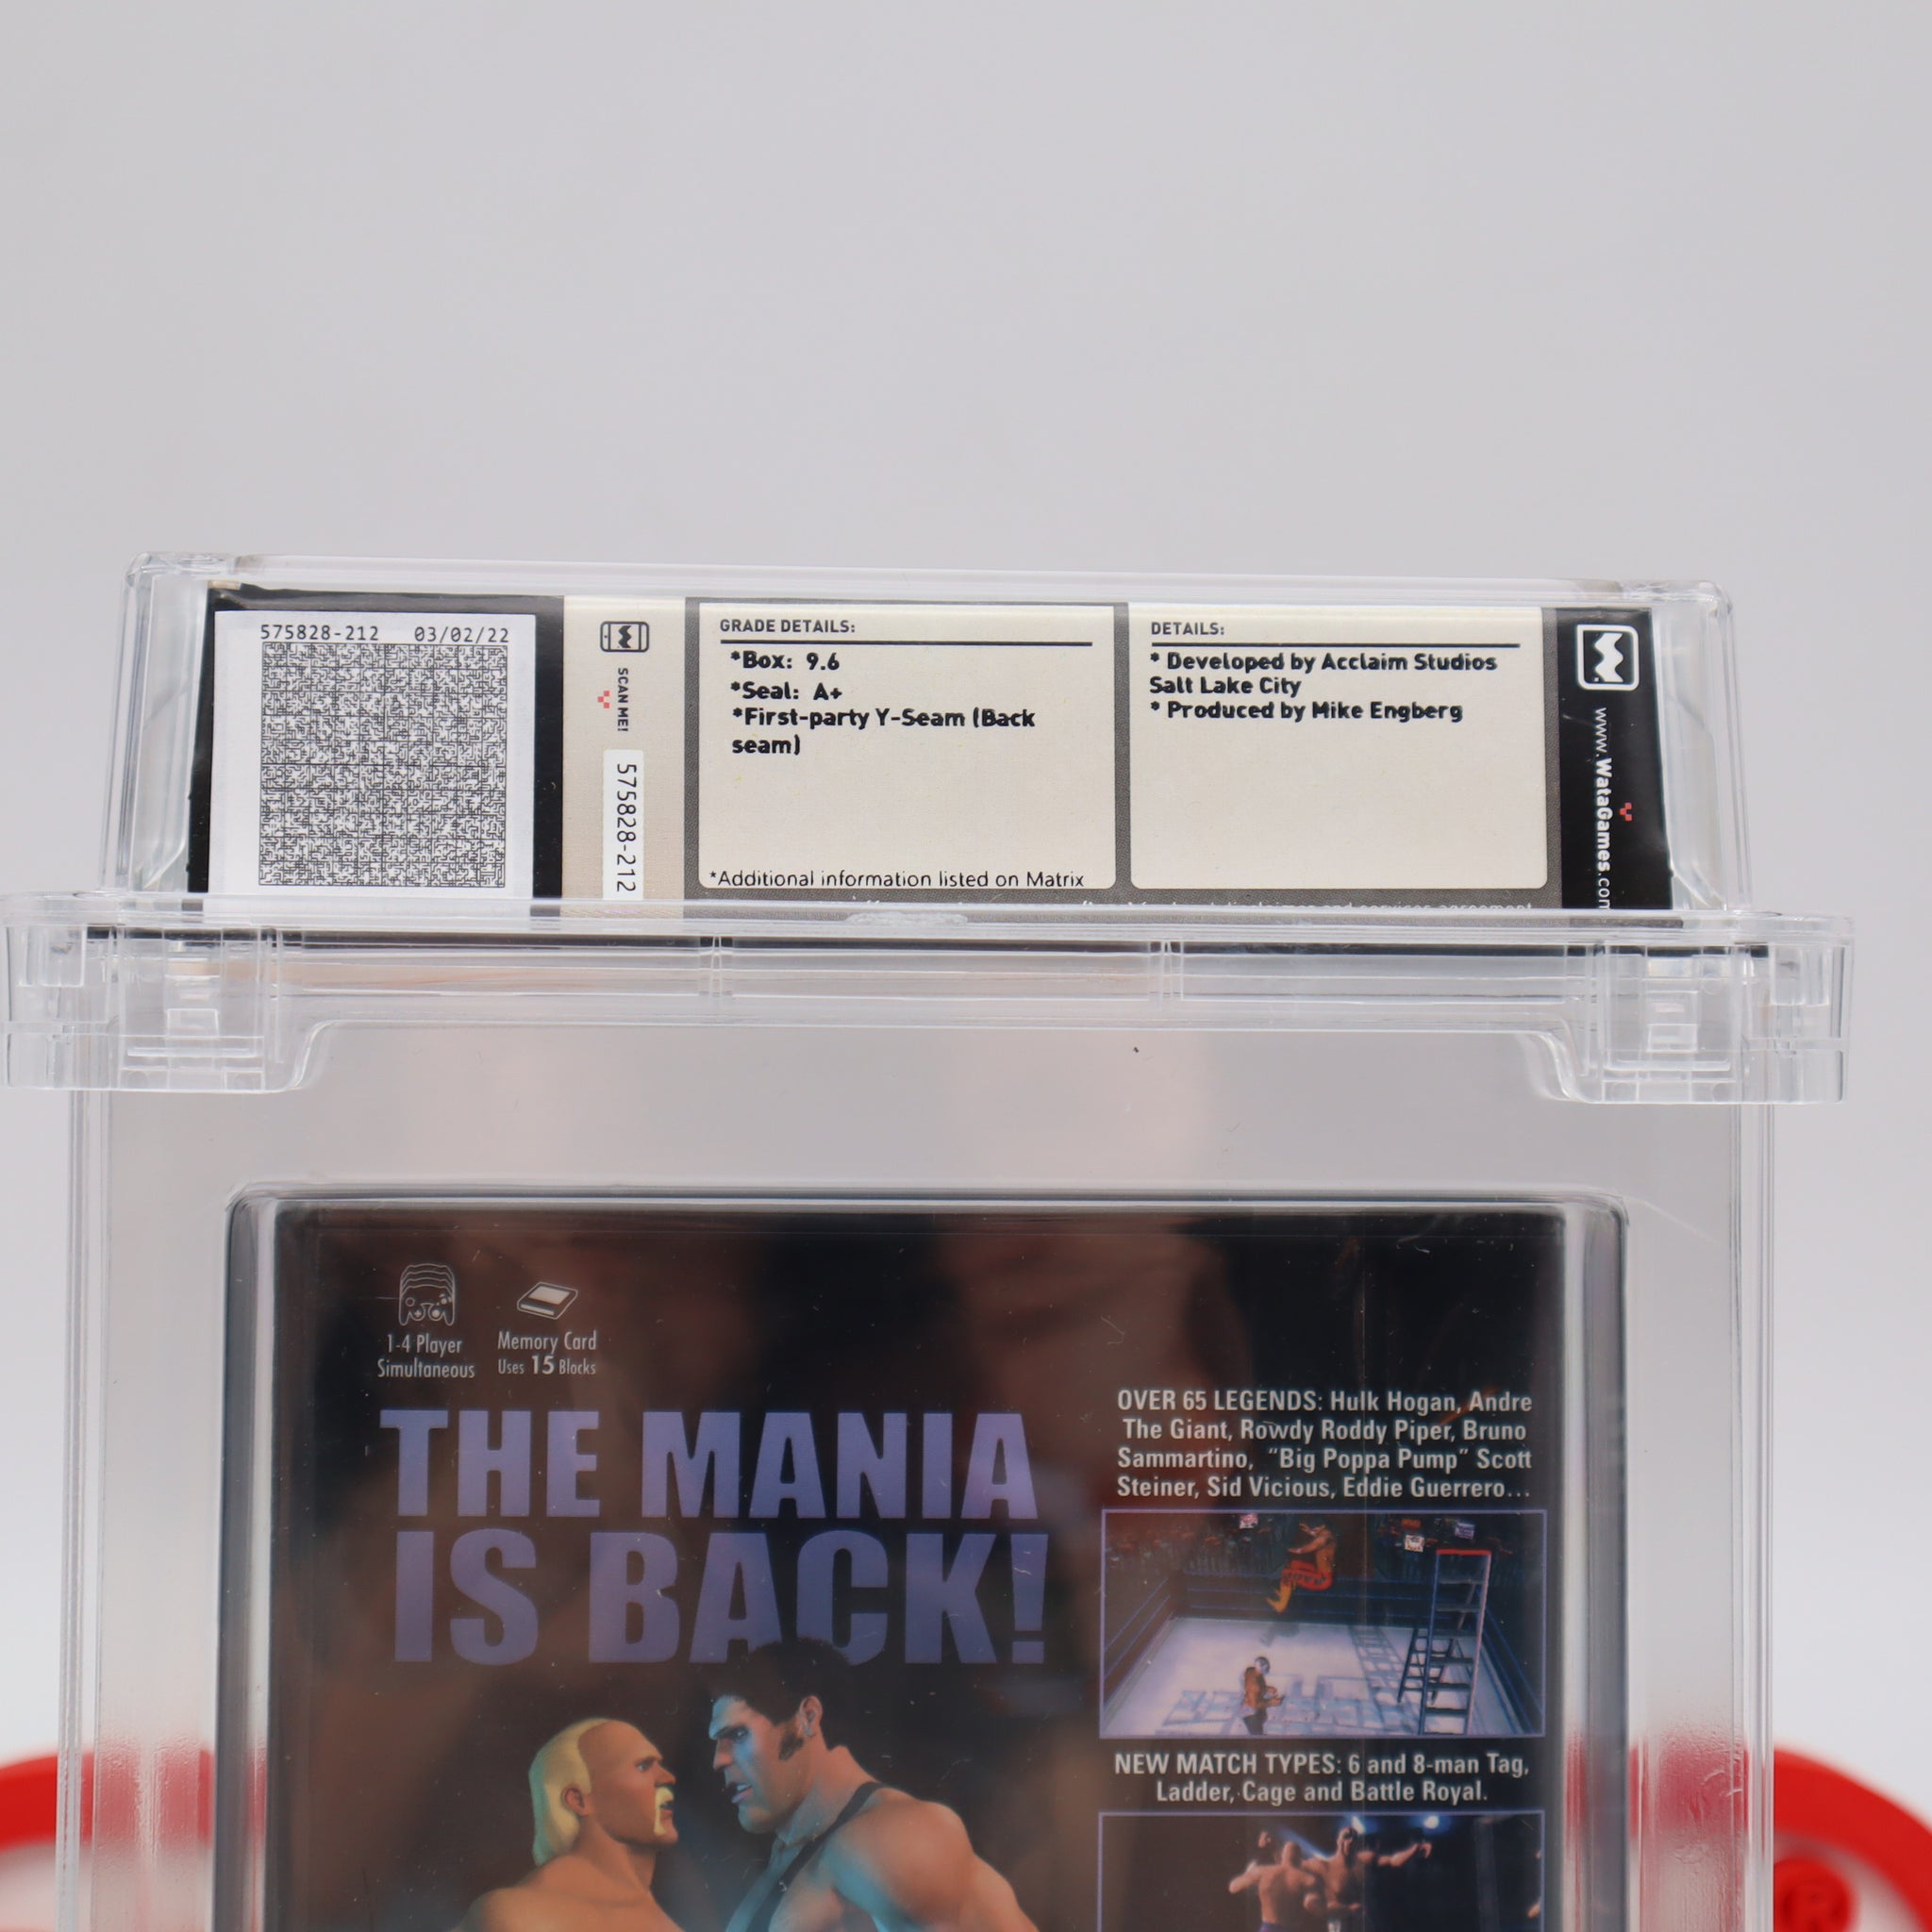 575828-212 03/02/22
SCAN ME!
575828-212
GRADE DETAILS:
*Box: 9.6
*Seal: A+
*First-party Y-Seam (Back
seam)
*Additional information listed on Matrix
DETAILS:
* Developed by Acclaim Studios
Salt Lake City
* Produced by Mike Engberg
www.WataGames.com
1-4 Player
Simultaneous
Memory Card
Uses 15 Blocks
THE MANIA
IS BACK!
OVER 65 LEGENDS: Hulk Hogan, Andre
The Giant, Rowdy Roddy Piper, Bruno
Sammartino, “Big Poppa Pump” Scott
Steiner, Sid Vicious, Eddie Guerrero...
NEW MATCH TYPES: 6 and 8-man Tag,
Ladder, Cage and Battle Royal.
®